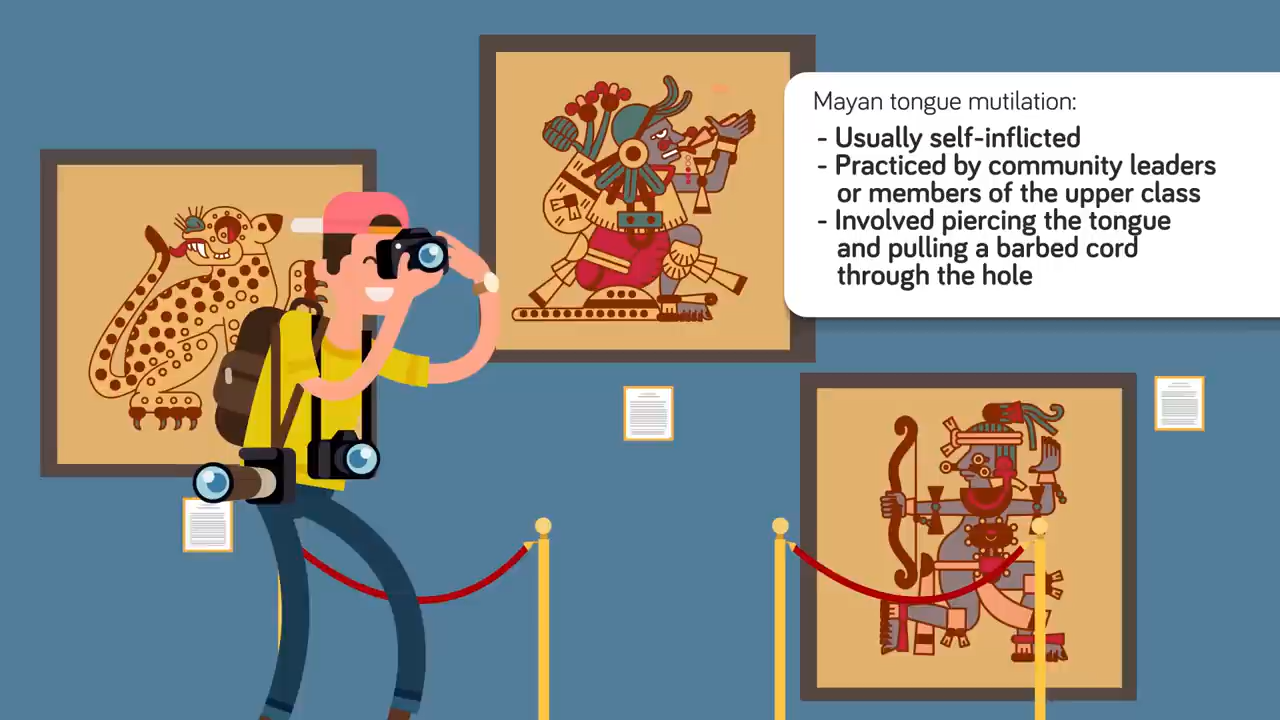 Mayan tongue mutilation:
- Usually self-inflicted
- Practiced by community leaders
or members of the upper class
- Involved piercing the tongue
and pulling a barbed cord
through the hole